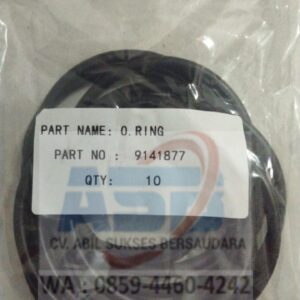 PART NAME: O.RING
PART NO : 9141877
QTY: 10
ASB
CV. ABIL SUKSES BERSAUDARA
WA : 0859-4460-4242